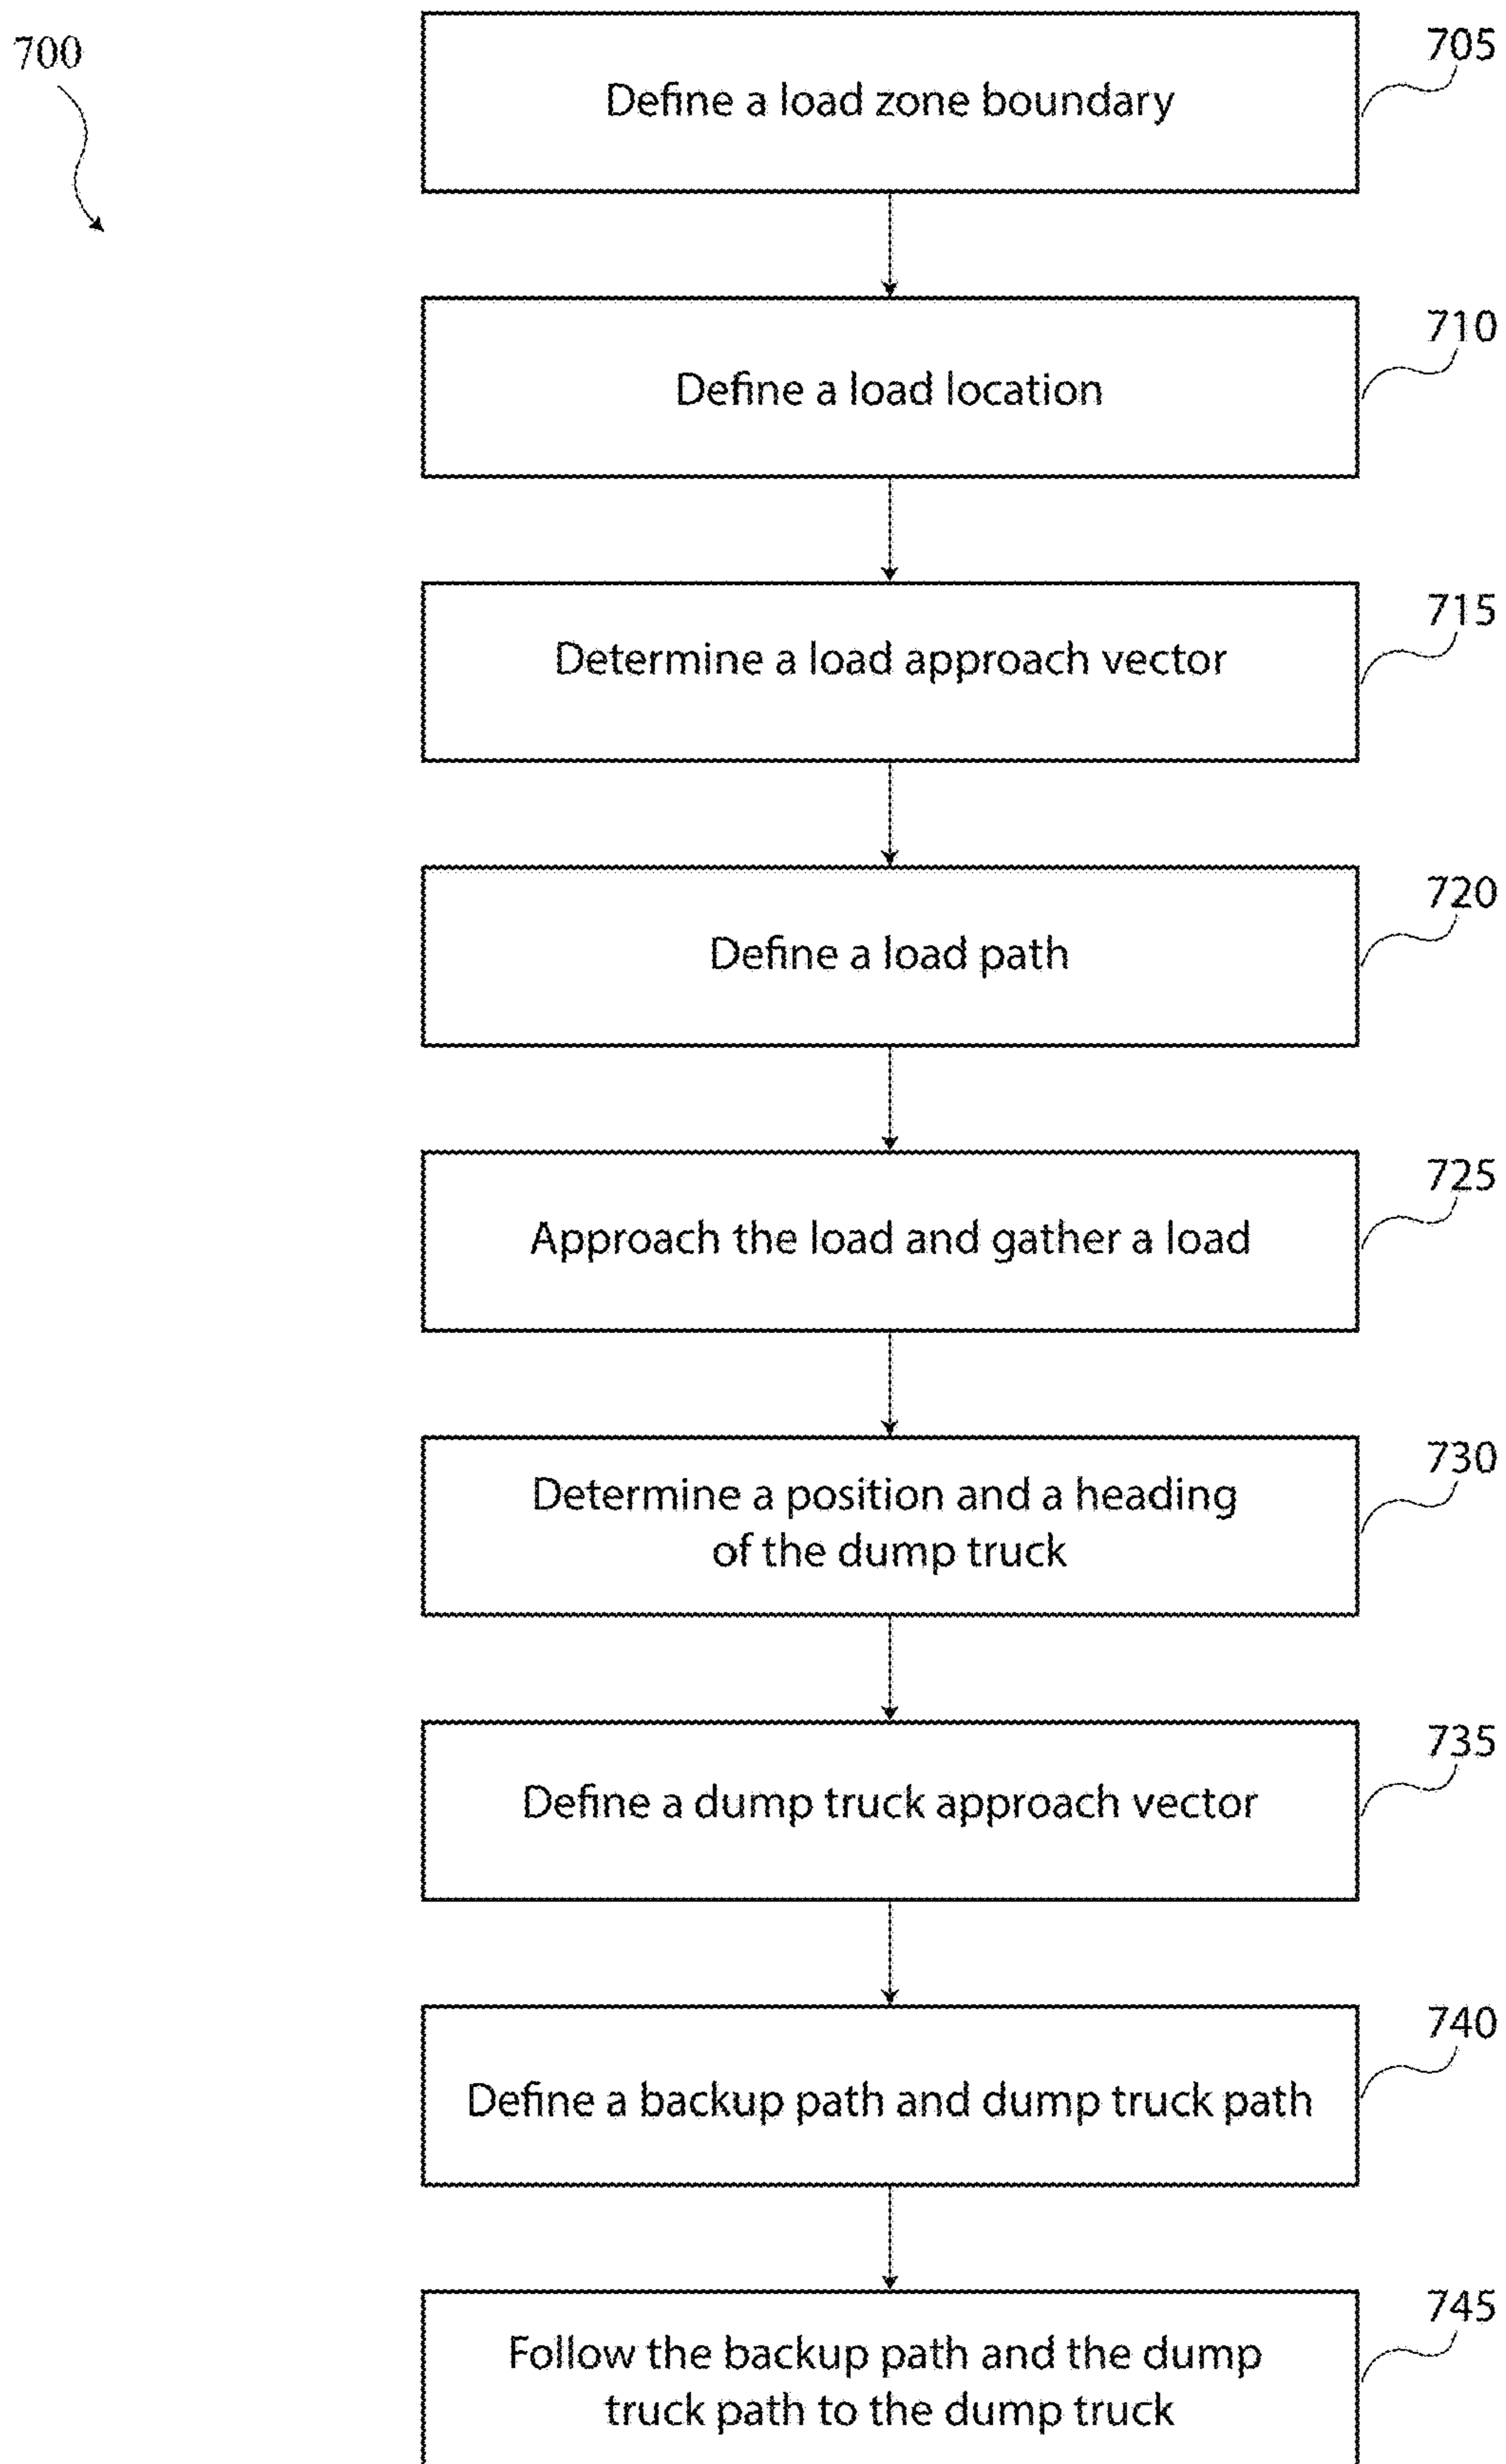 700
705
Define a load zone boundary
710
Define a load location
715
Determine a load approach vector
720
Define a load path
725
Approach the load and gather a load
730
Determine a position and a heading
of the dump truck
735
Define a dump truck approach vector
740
Define a backup path and dump truck path
745
Follow the backup path and the dump
truck path to the dump truck